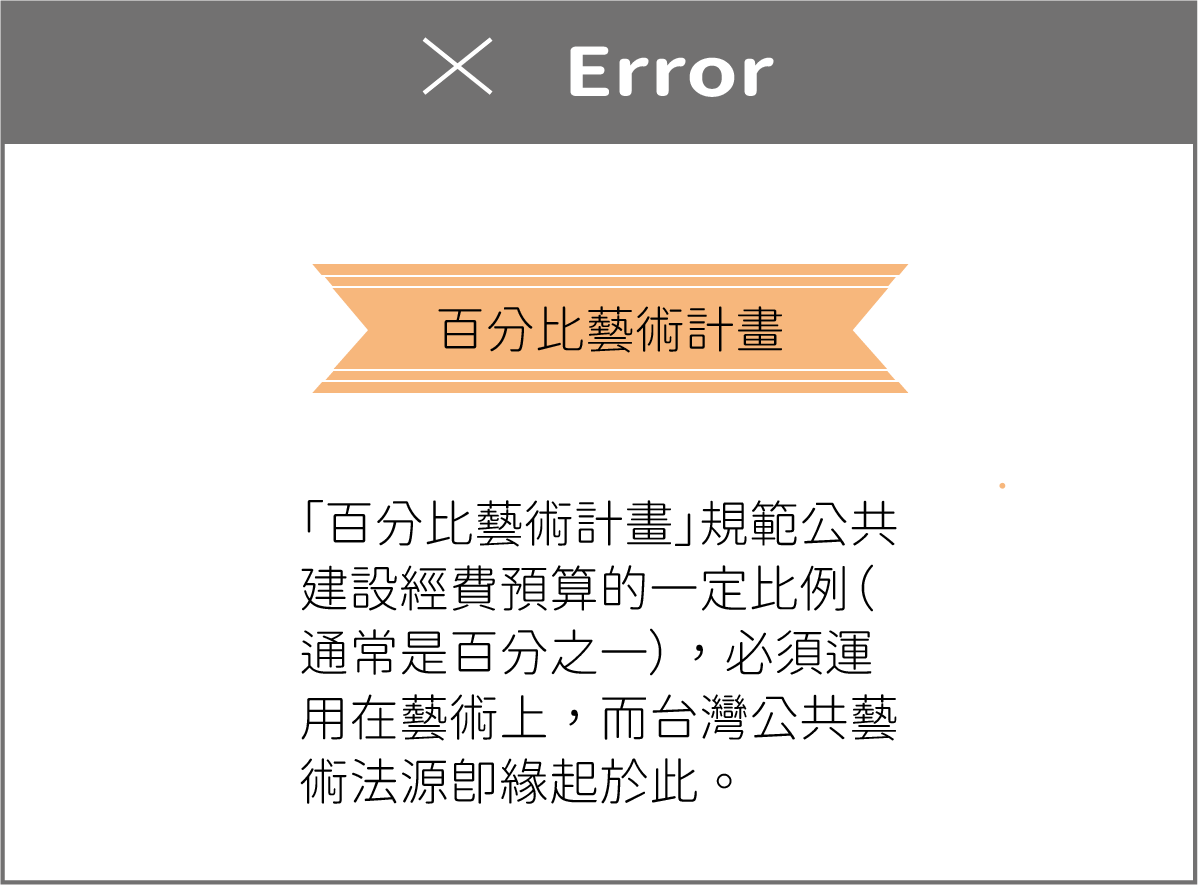 Error
百分比藝術計畫
「百分比藝術計畫」規範公共
建設經費預算的一定比例(
通常是百分之一),必須運
用在藝術上,而台灣公共藝
術法源即緣起於此。